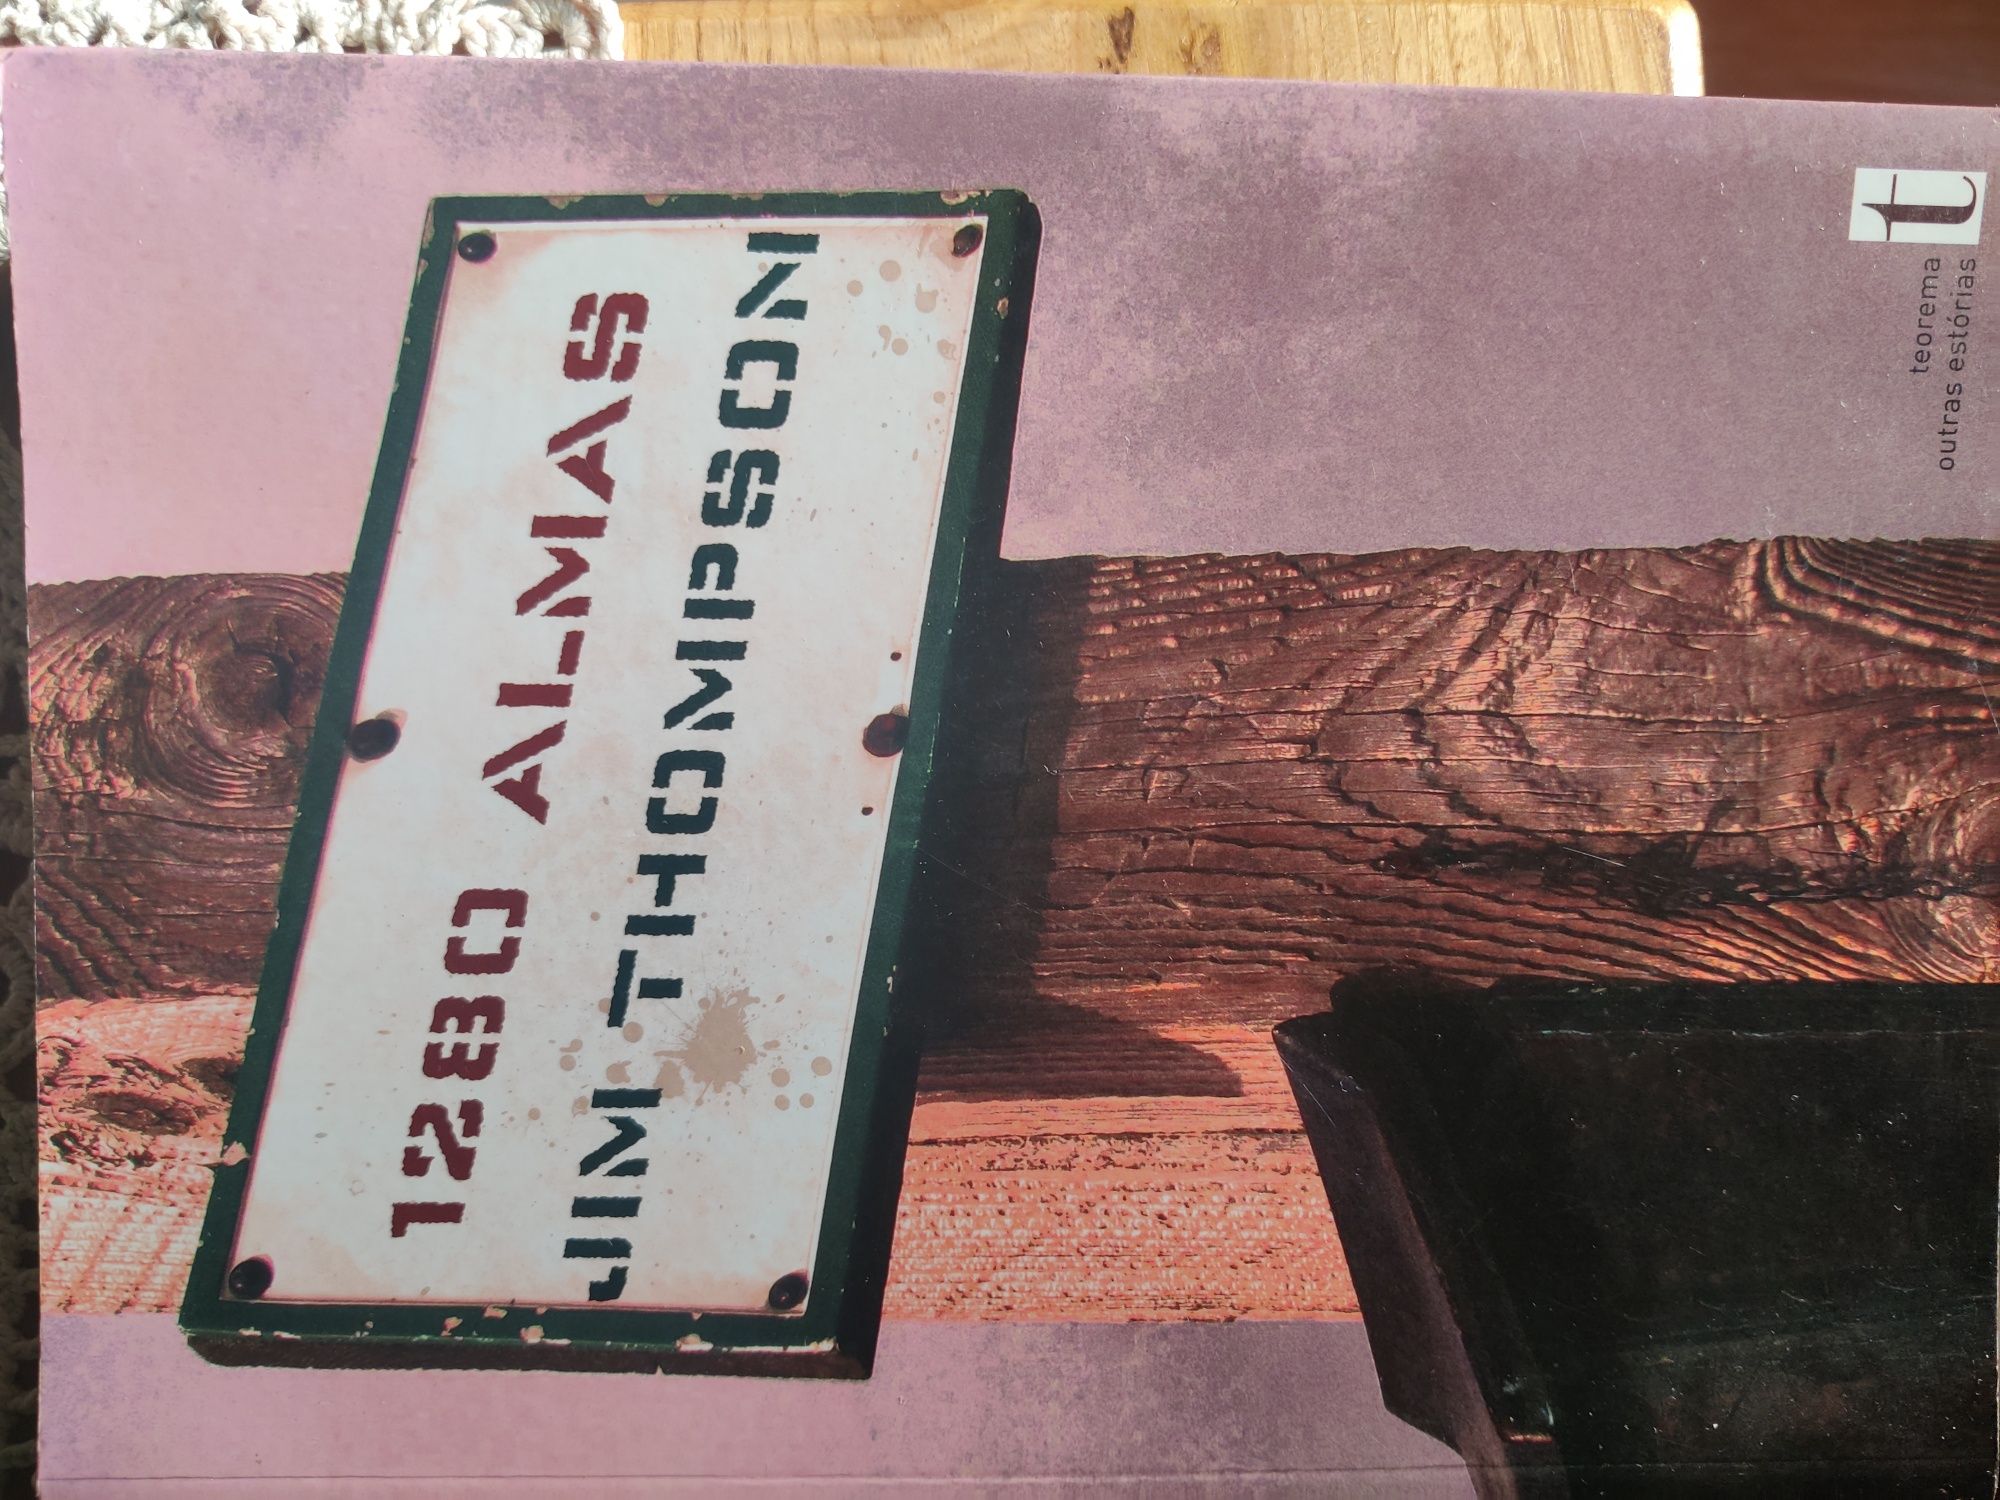 1280 ALMAS
JIM THOMPSON
t
teorema
outras estórias